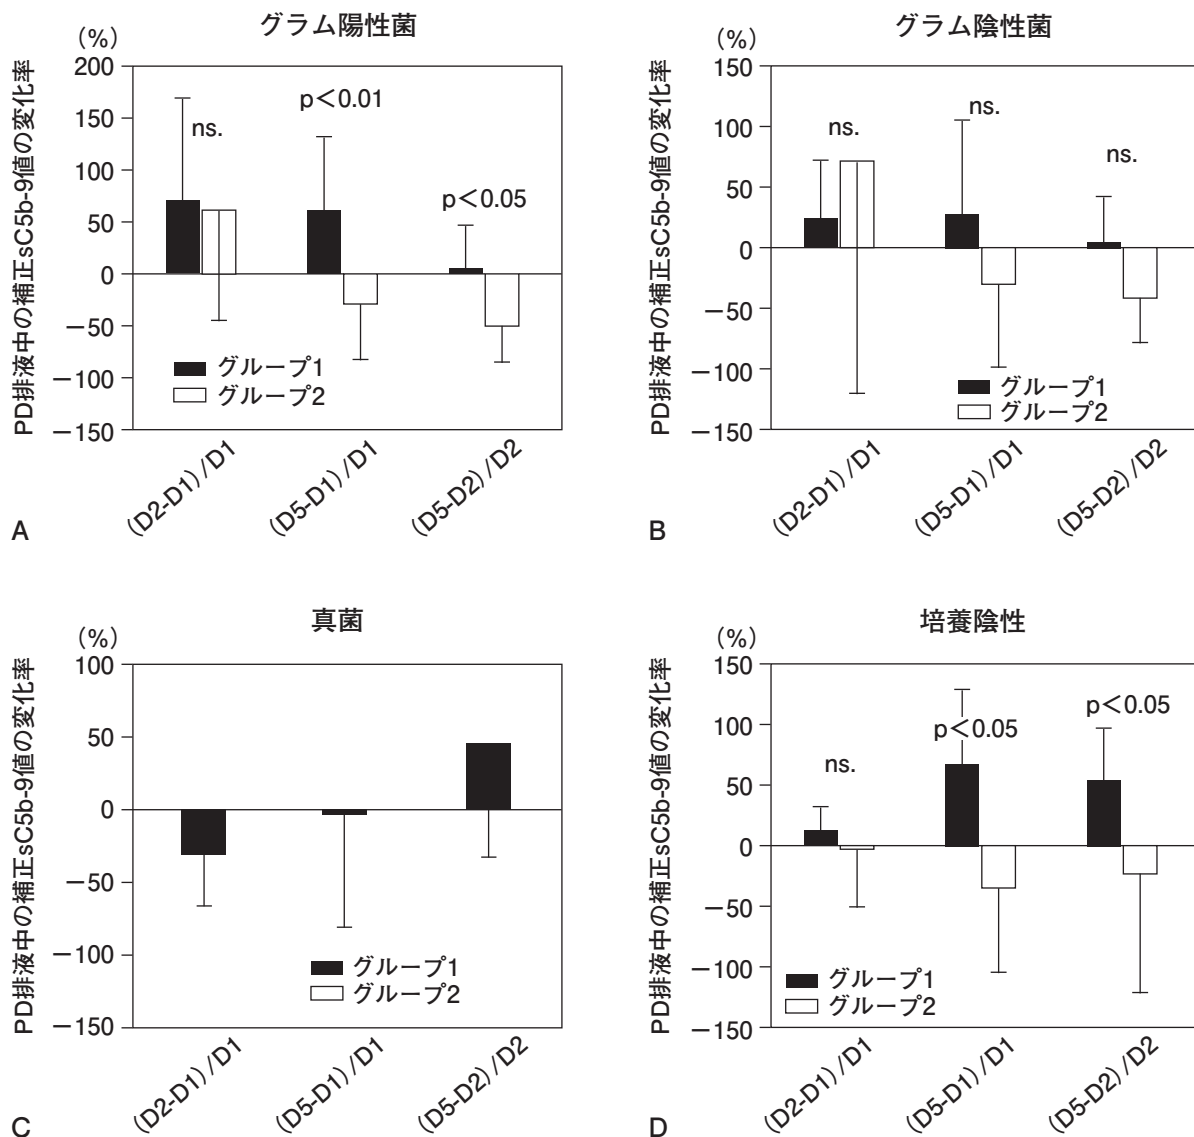 グラム陽性菌
(%)
PD排液中の補正sC5b-9値の変化率
200
150
100
50
0
−50
−100
−150
ns.
p<0.01
p<0.05
グループ1
グループ2
(D2-D1)/D1
(D5-D1)/D1
(D5-D2)/D2
A
グラム陰性菌
(%)
PD排液中の補正sC5b-9値の変化率
150
100
50
0
−50
−100
−150
ns.
ns.
ns.
グループ1
グループ2
(D2-D1)/D1
(D5-D1)/D1
(D5-D2)/D2
B
真菌
(%)
PD排液中の補正sC5b-9値の変化率
100
50
0
−50
−100
−150
グループ1
グループ2
(D2-D1)/D1
(D5-D1)/D1
(D5-D2)/D2
C
培養陰性
(%)
PD排液中の補正sC5b-9値の変化率
150
100
50
0
−50
−100
−150
ns.
p<0.05
p<0.05
グループ1
グループ2
(D2-D1)/D1
(D5-D1)/D1
(D5-D2)/D2
D